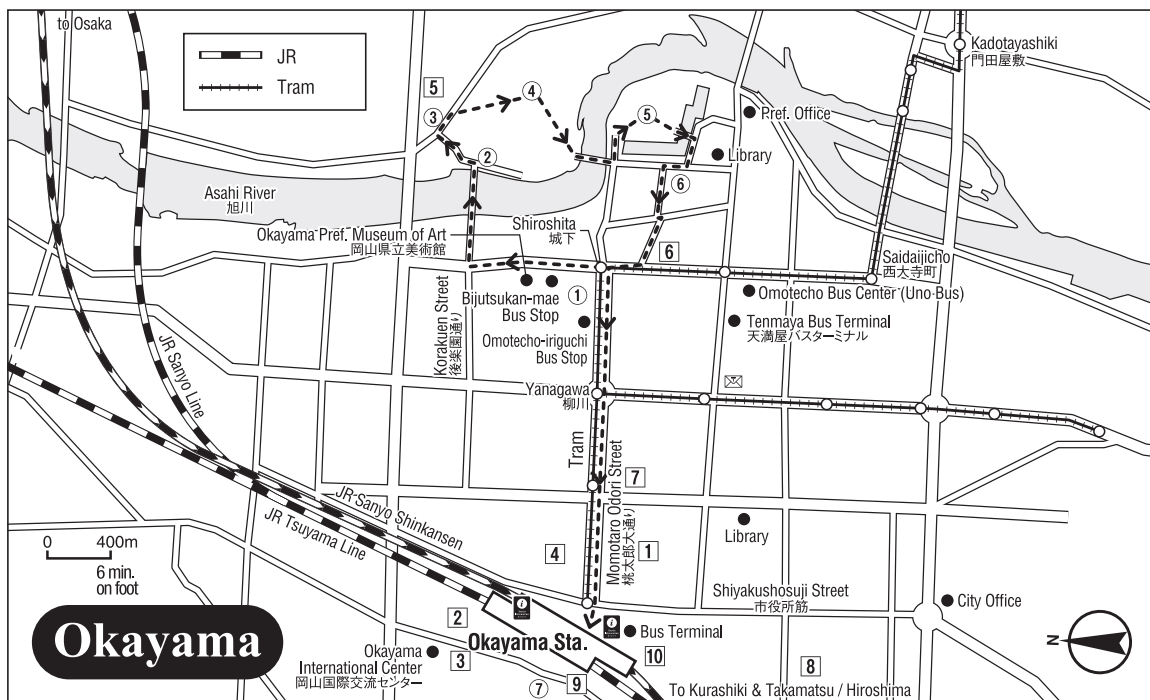 to Osaka
JR
Tram
5
3
4
2
5
6
Kadotayashiki
門田屋敷
Pref. Office
Library
Asahi River
旭川
Okayama Pref. Museum of Art
岡山県立美術館
Shiroshita
城下
6
Saidaijicho
西大寺町
1
Bijutsukan-mae
Bus Stop
Omotecho Bus Center (Uno Bus)
Omotecho-iriguchi
Bus Stop
Tenmaya Bus Terminal
天満屋バスターミナル
Korakuen Street
後楽園通り
Yanagawa
柳川
JR Sanyo Line
Tram
Momotaro Odori Street
桃太郎大通り
7
JR Sanyo Shinkansen
JR Tsuyama Line
0 400m
6 min.
on foot
4
1
Library
Shiyakushosuji Street
市役所筋
City Office
Okayama
2
Okayama Sta.
Bus Terminal
N
Okayama
International Center
岡山国際交流センター
3
10
9
7
8
To Kurashiki & Takamatsu / Hiroshima